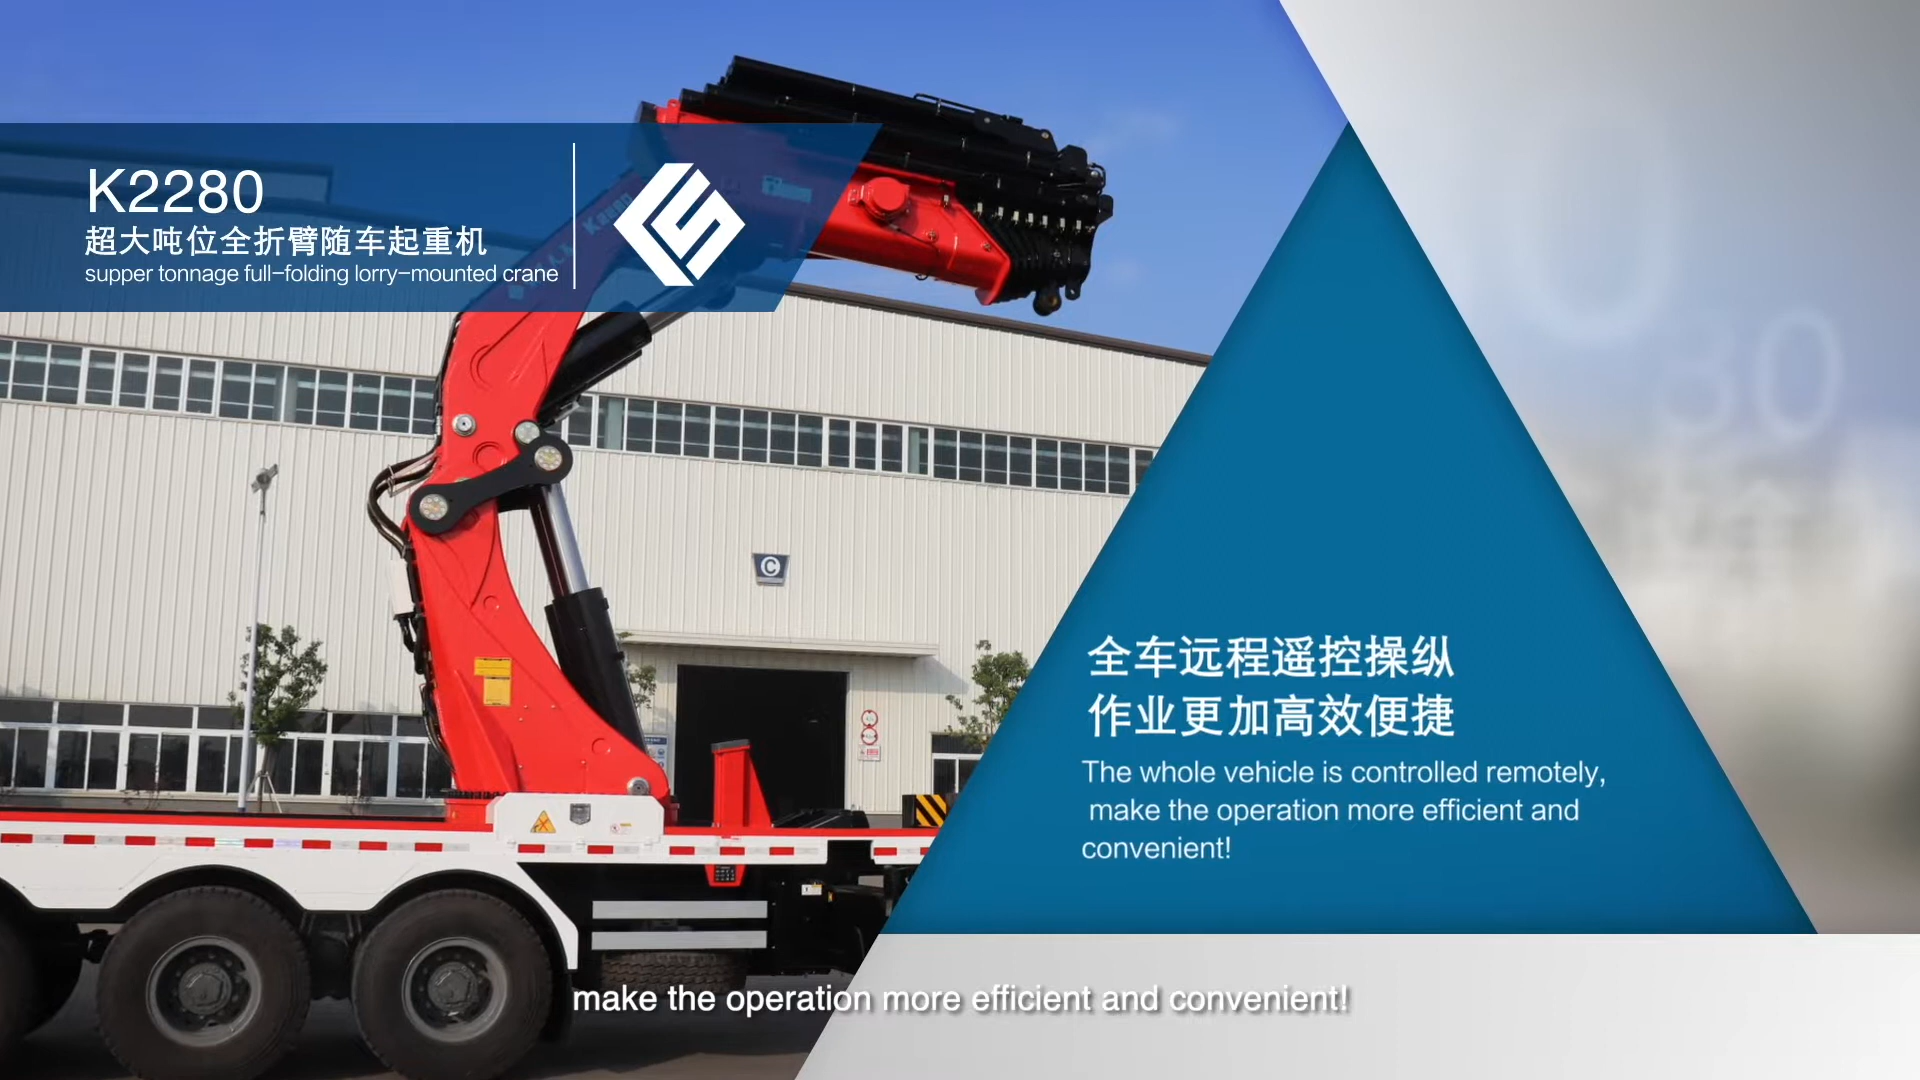 K2280
超大吨位全折臂随车起重机
supper tonnage full-folding lorry-mounted crane
C
全车远程遥控操纵
作业更加高效便捷
The whole vehicle is controlled remotely,
make the operation more efficient and
convenient!
make the operation more efficient and convenient!